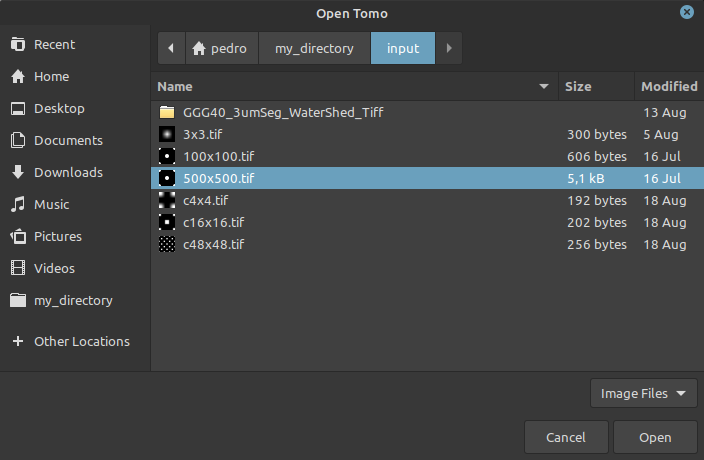 Open Tomo
Recent
Home
Desktop
Documents
Downloads
Music
Pictures
Videos
my_directory
Other Locations
pedro my_directory input
Name Size Modified
GGG40_3umSeg_WaterShed_Tiff 13 Aug
3x3.tif 300 bytes 5 Aug
100x100.tif 606 bytes 16 Jul
500x500.tif 5,1 kB 16 Jul
c4x4.tif 192 bytes 18 Aug
c16x16.tif 202 bytes 18 Aug
c48x48.tif 256 bytes 18 Aug
Image Files
Cancel Open